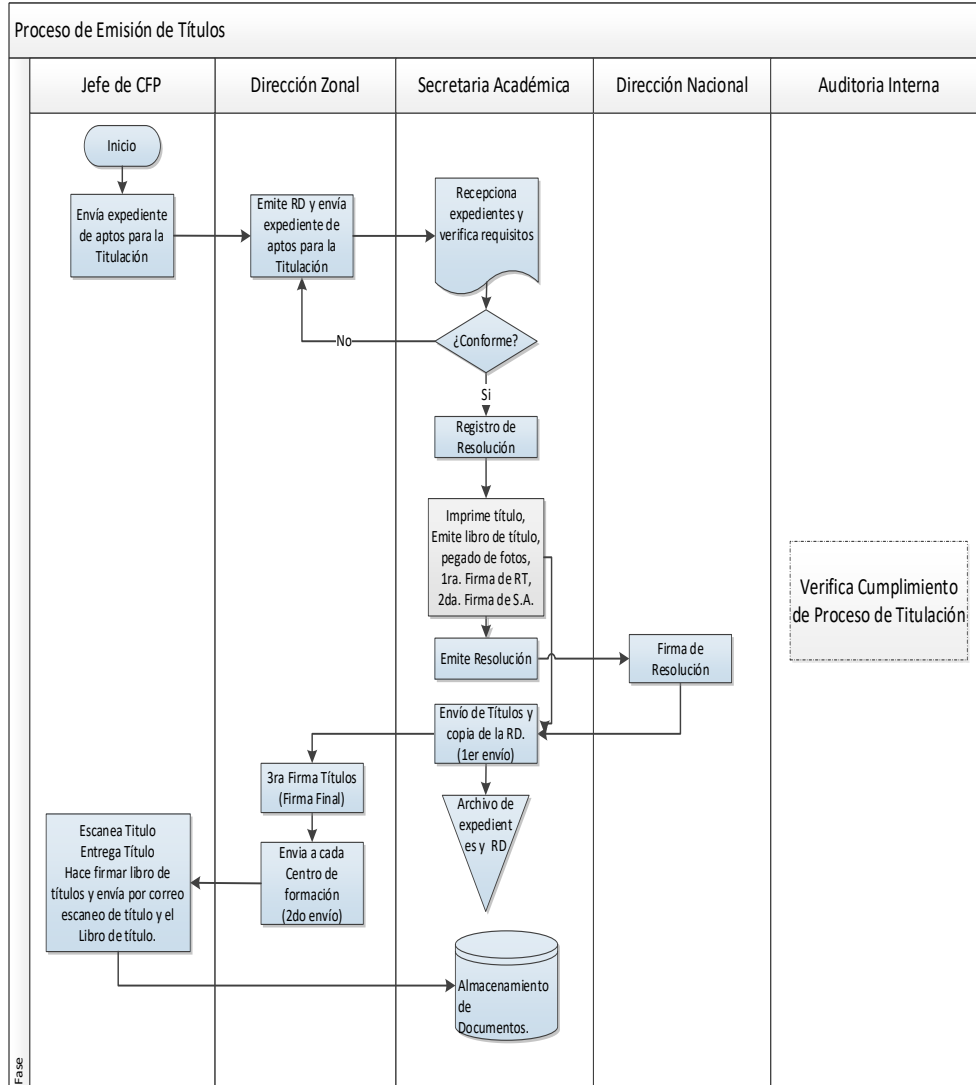 Proceso de Emisión de Títulos
Jefe de CFP
Dirección Zonal
Secretaria Académica
Dirección Nacional
Auditoria Interna
Inicio
Envía expediente
de aptos para la
Titulación
Emite RD y envía
expediente de
aptos para la
Titulación
Recepciona
expedientes y
verifica requisitos
¿Conforme?
No
Si
Registro de
Resolución
Imprime título,
Emite libro de título,
pegado de fotos,
1ra. Firma de RT,
2da. Firma de S.A.
Verifica Cumplimiento
de Proceso de Titulación
Emite Resolución
Firma de
Resolución
Envío de Títulos y
copia de la RD.
(1er envío)
3ra Firma Títulos
(Firma Final)
Archivo de
expedient
es y RD
Envia a cada
Centro de
formación
(2do envío)
Escanea Titulo
Entrega Título
Hace firmar libro de
títulos y envía por correo
escaneo de título y el
Libro de título.
Almacenamiento
de
Documentos.
Fase